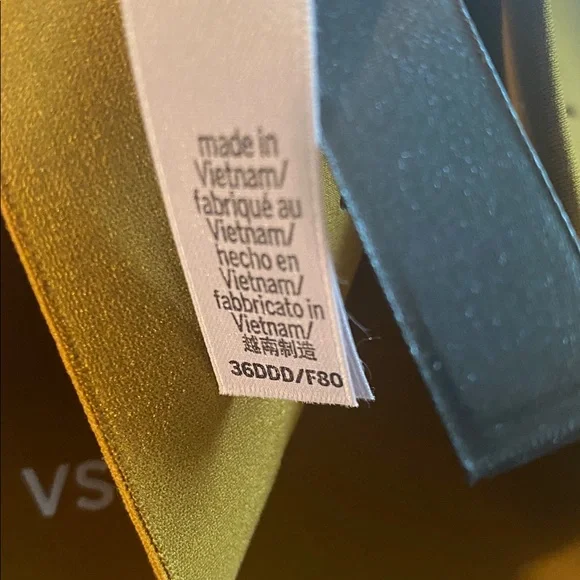 made in
Vietnam/
fabriqué au
Vietnam/
hecho en
Vietnam/
fabbricato in
Vietnam/
越南制造
36DDD/F80
VS